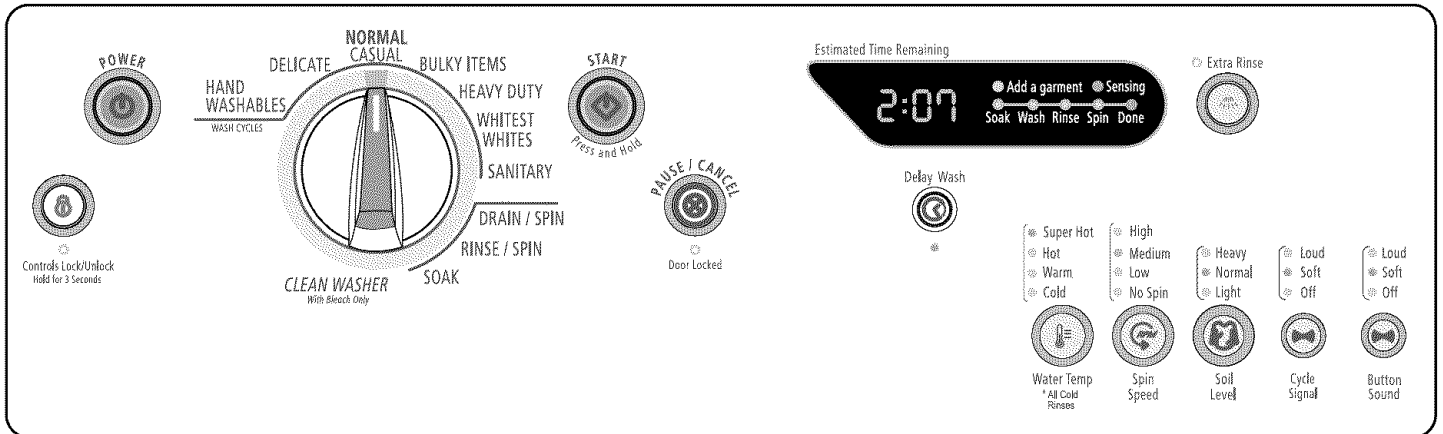 POWER
Controls Lock/Unlock
Hold for 3 Seconds
NORMAL
CASUAL
DELICATE
HAND
WASHABLES
WASH CYCLES
BULKY ITEMS
HEAVY DUTY
WHITEST
WHITES
SANITARY
DRAIN / SPIN
RINSE / SPIN
SOAK
CLEAN WASHER
With Bleach Only
START
Press and Hold
PAUSE / CANCEL
Door Locked
Estimated Time Remaining
2:07
Add a garment Sensing
Soak Wash Rinse Spin Done
Extra Rinse
Delay Wash
Super Hot
Hot
Warm
Cold
Water Temp
* All Cold
Rinses
High
Medium
Low
No Spin
Spin
Speed
Heavy
Normal
Light
Soil
Level
Loud
Soft
Off
Cycle
Signal
Loud
Soft
Off
Button
Sound